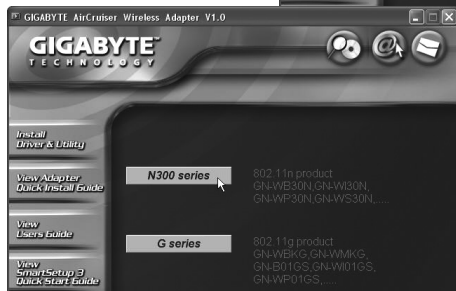 GIGABYTE AirCruiser Wireless Adapter V1.0
GIGABYTE™
TECHNOLOGY
Install
Driver & Utility
View Adapter
Quick Install Guide
View
Users Guide
View
SmartSetup 3
Quick Start Guide
N300 series
802.11n product
GN-WB30N,GN-WI30N,
GN-WP30N,GN-WS30N,.....
G series
802.11g product
GN-WBKG,GN-WMKG,
GN-B01GS,GN-WI01GS,
GN-WP01GS,.....